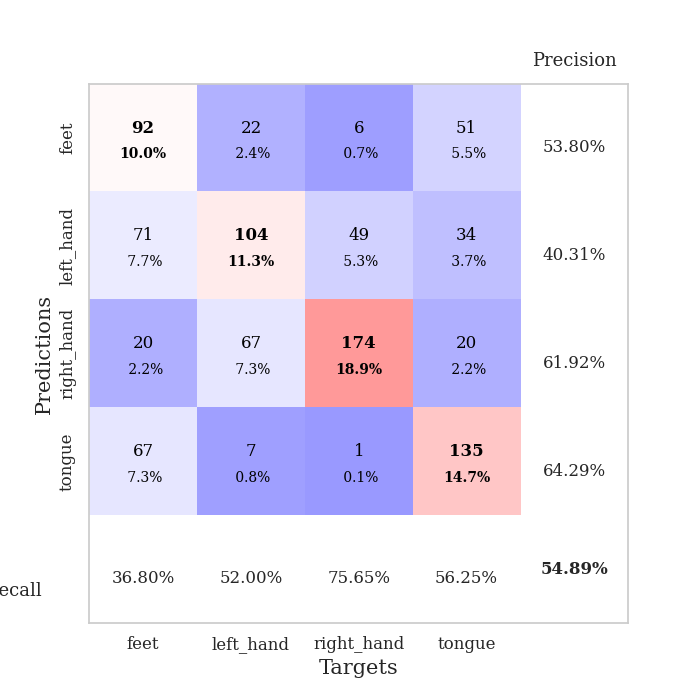 Precision
feet
92 22 6 51 53.80%
10.0% 2.4% 0.7% 5.5%
left_hand
71 104 49 34 40.31%
7.7% 11.3% 5.3% 3.7%
Predictions
right_hand
20 67 174 20 61.92%
2.2% 7.3% 18.9% 2.2%
tongue
67 7 1 135 64.29%
7.3% 0.8% 0.1% 14.7%
ecall 36.80% 52.00% 75.65% 56.25% 54.89%
feet left_hand right_hand tongue
Targets